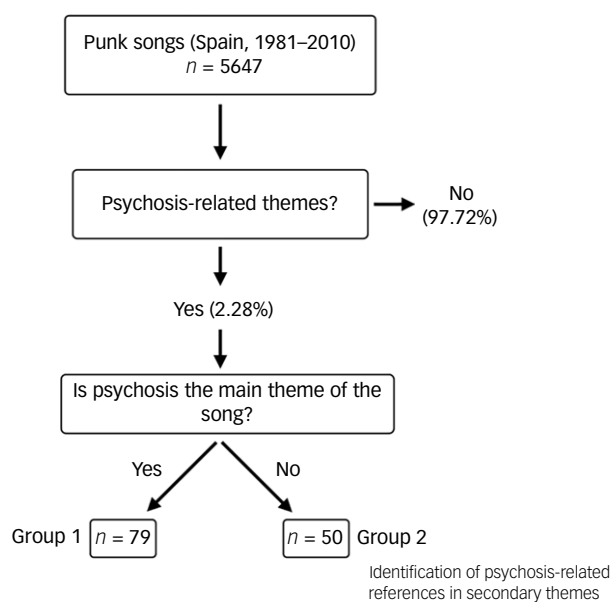 Punk songs (Spain, 1981–2010)
n = 5647
Psychosis-related themes?
No
(97.72%)
Yes (2.28%)
Is psychosis the main theme of the
song?
Yes
No
Group 1
n = 79
n = 50
Group 2
Identification of psychosis-related
references in secondary themes